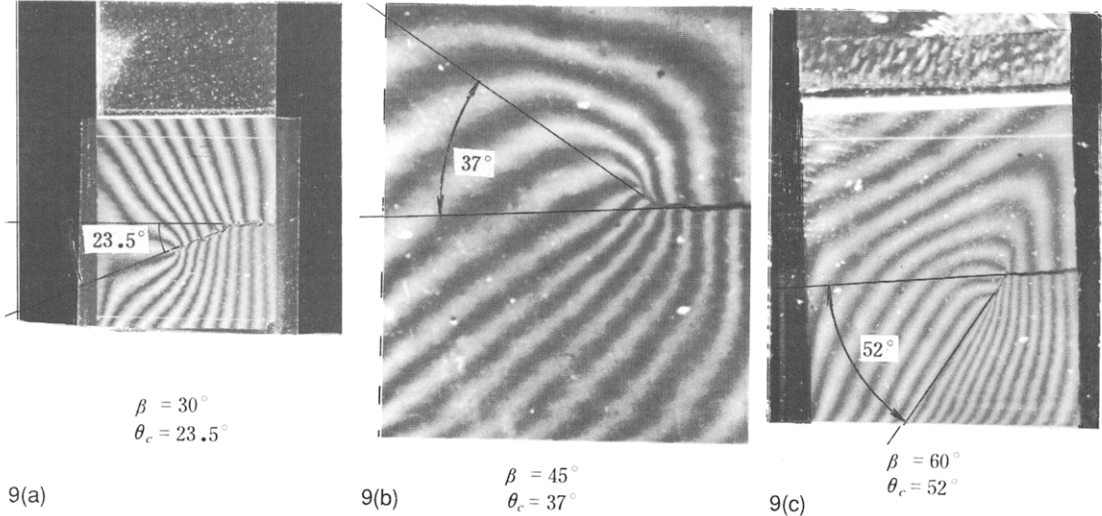 23.5°
37°
52°
β = 30°
θc = 23.5°
9(a)
β = 45°
θc = 37°
9(b)
β = 60°
θc = 52°
9(c)